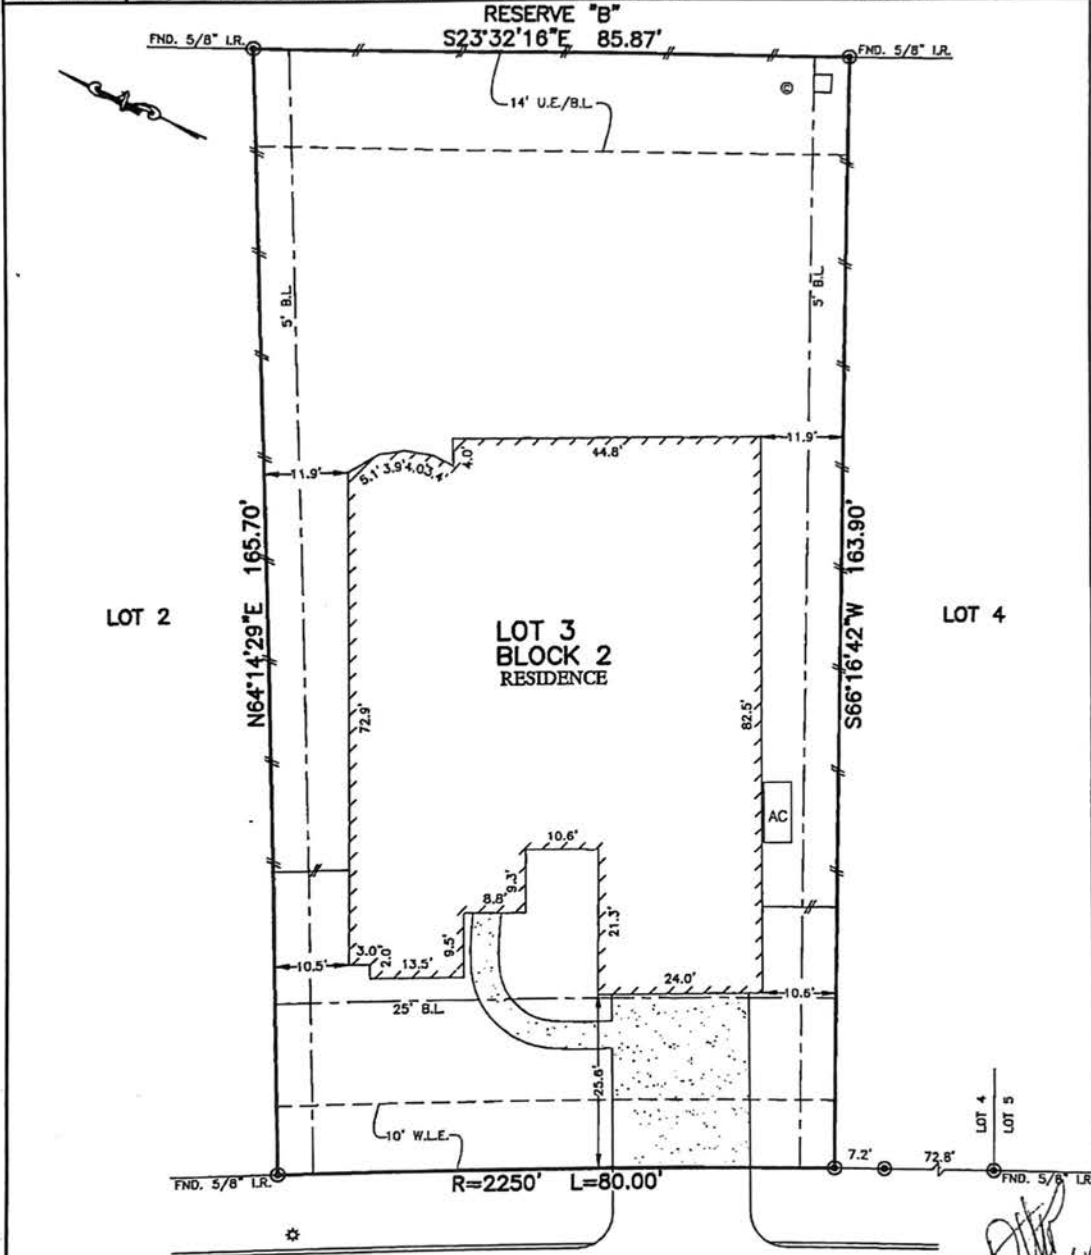 RESERVE "B"
S23°32'16"E 85.87'
FND. 5/8" I.R.
FND. 5/8" I.R.
14' U.E./B.L.
5' B.L.
5' B.L.
11.9'
5.1' 3.9' 4.0' 3.4'
4.0'
44.8'
11.9'
N64°14'29"E 165.70'
S66°16'42"W 163.90'
LOT 2
LOT 3
BLOCK 2
RESIDENCE
LOT 4
72.9'
82.5'
AC
10.6'
9.3'
8.8'
21.3'
9.5'
3.0'
2.0'
13.5'
10.5'
24.0'
10.6'
25' B.L.
25.6'
10' W.L.E.
LOT 4
LOT 5
7.2'
72.8'
FND. 5/8" I.R.
R=2250' L=80.00'
FND. 5/8" I.R.